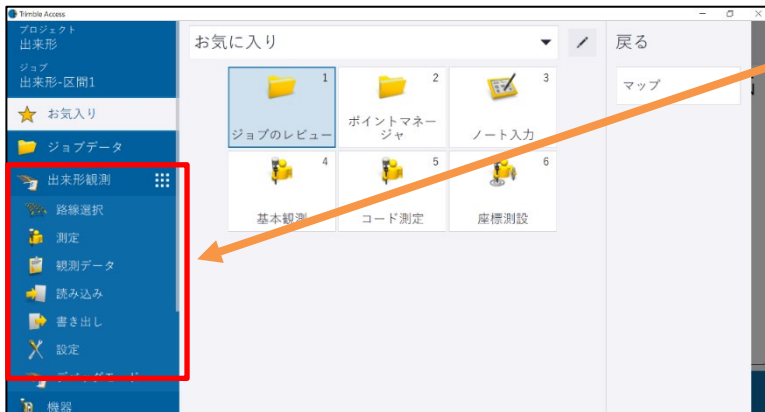 Trimble Access
プロジェクト
出来形
ジョブ
出来形-区間1
お気入り
ジョブデータ
出来形観測
路線選択
測定
観測データ
読み込み
書き出し
設定
機器
お気に入り
1
ジョブのレビュー
2
ポイントマネー
ジャ
3
ノート入力
4
基本観測
5
コード測定
6
座標測設
戻る
マップ